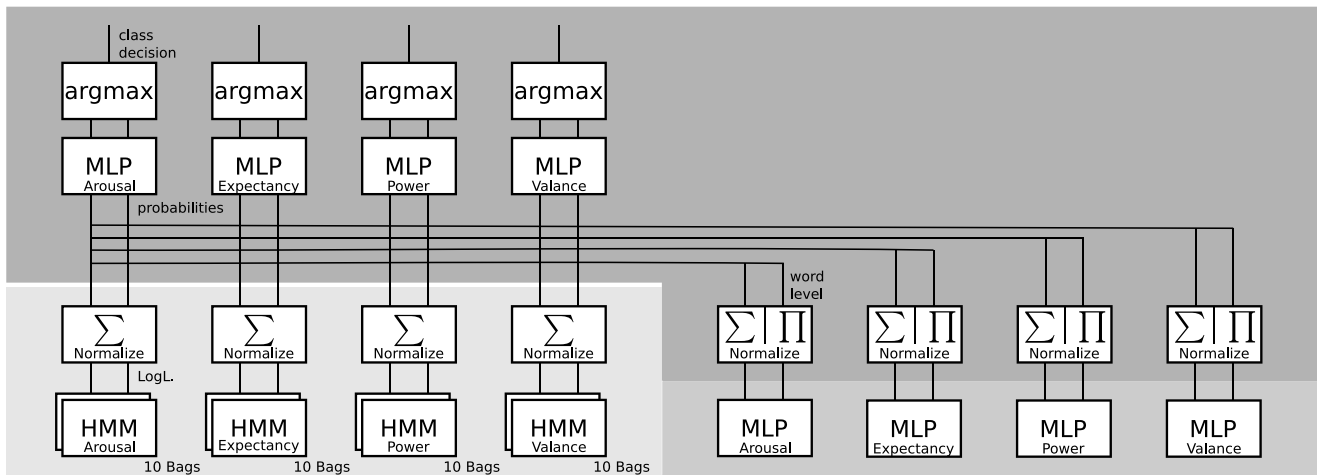 class
decision
argmax argmax argmax argmax
MLP MLP MLP MLP
Arousal Expectancy Power Valance
probabilities
word
level
∑ ∑ ∑ ∑ ∑|∏ ∑|∏ ∑|∏ ∑|∏
Normalize Normalize Normalize Normalize Normalize Normalize Normalize Normalize
LogL.
HMM HMM HMM HMM MLP MLP MLP MLP
Arousal Expectancy Power Valance Arousal Expectancy Power Valance
10 Bags 10 Bags 10 Bags 10 Bags